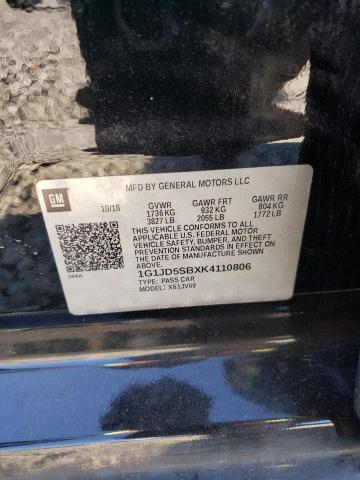 GM
MFD BY GENERAL MOTORS LLC
10/18 GVWR GAWR FRT GAWR RR
1736 KG 932 KG 804 KG
3827 LB 2055 LB 1772 LB
THIS VEHICLE CONFORMS TO ALL
APPLICABLE U.S. FEDERAL MOTOR VEHICLE
SAFETY, BUMPER, AND THEFT
PREVENTION STANDARDS IN EFFECT ON
THE DATE OF MANUFACTURE SHOWN ABOVE.
1G1JD5SBXK4110806
TYPE: PASS CAR
MODEL: X61JV69